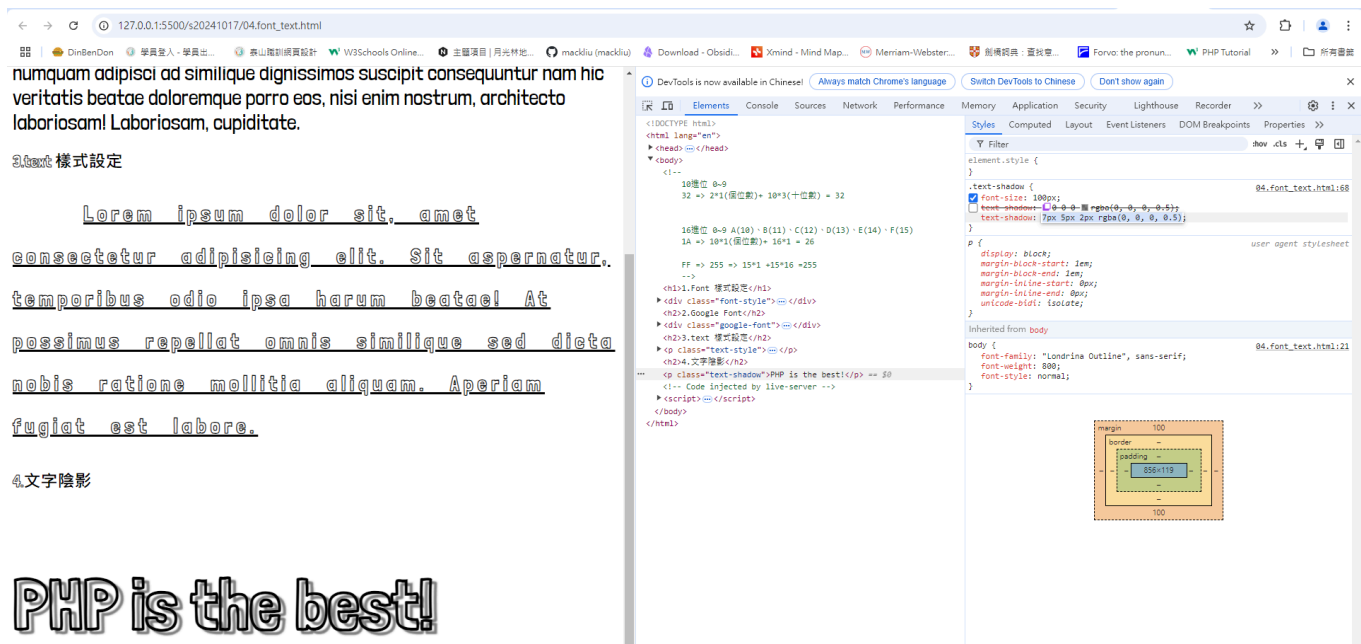 127.0.0.1:5500/s20241017/04.font_text.html
DinBenDon
學員登入 - 學員出...
泰山職訓網頁設計
W3Schools Online...
主題項目 | 月光林地...
mackliu (mackliu)
Download - Obsidi...
Xmind - Mind Map...
Merriam-Webster:...
劍橋詞典:查找意...
Forvo: the pronun...
PHP Tutorial
»
所有書籤
numquam adipisci ad similique dignissimos suscipit consequuntur nam hic
veritatis beatae doloremque porro eos, nisi enim nostrum, architecto
laboriosam! Laboriosam, cupiditate.
3.text 樣式設定
Lorem ipsum dolor sit, amet
consectetur adipisicing elit. Sit aspernatur,
temporibus odio ipsa harum beatae! At
possimus repellat omnis similique sed dicta
nobis ratione mollitia aliquam. Aperiam
fugiat est labore.
4.文字陰影
PHP is the best!
DevTools is now available in Chinese!
Always match Chrome's language
Switch DevTools to Chinese
Don't show again
Elements
Console
Sources
Network
Performance
Memory
Application
Security
Lighthouse
Recorder
»
<!DOCTYPE html>
<html lang="en">
<head> ... </head>
<body>
<!--
10進位 0~9
32 => 2*1(個位數)+ 10*3(十位數) = 32
16進位 0~9 A(10)、B(11)、C(12)、D(13)、E(14)、F(15)
1A => 10*1(個位數)+ 16*1 = 26
FF => 255 => 15*1 +15*16 =255
-->
<h1>1.Font 樣式設定</h1>
<div class="font-style"> ... </div>
<h2>2.Google Font</h2>
<div class="google-font"> ... </div>
<h2>3.text 樣式設定</h2>
<p class="text-style"> ... </p>
<h2>4.文字陰影</h2>
... <p class="text-shadow">PHP is the best!</p> == $0
<!-- Code injected by live-server -->
<script> ... </script>
</body>
</html>
Styles
Computed
Layout
Event Listeners
DOM Breakpoints
Properties
»
Filter
:hov .cls
element.style {
}
.text-shadow {
04.font_text.html:68
font-size: 100px;
text-shadow: 0 0 0 rgba(0, 0, 0, 0.5);
text-shadow: 7px 5px 2px rgba(0, 0, 0, 0.5);
}
p {
user agent stylesheet
display: block;
margin-block-start: 1em;
margin-block-end: 1em;
margin-inline-start: 0px;
margin-inline-end: 0px;
unicode-bidi: isolate;
}
Inherited from body
body {
04.font_text.html:21
font-family: "Londrina Outline", sans-serif;
font-weight: 800;
font-style: normal;
}
margin
100
border
–
padding
–
– – – 856×119 – – –
–
–
100